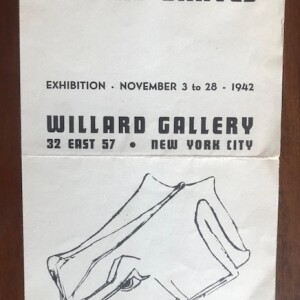 EXHIBITION · NOVEMBER 3 to 28 - 1942
WILLARD GALLERY
32 EAST 57 • NEW YORK CITY